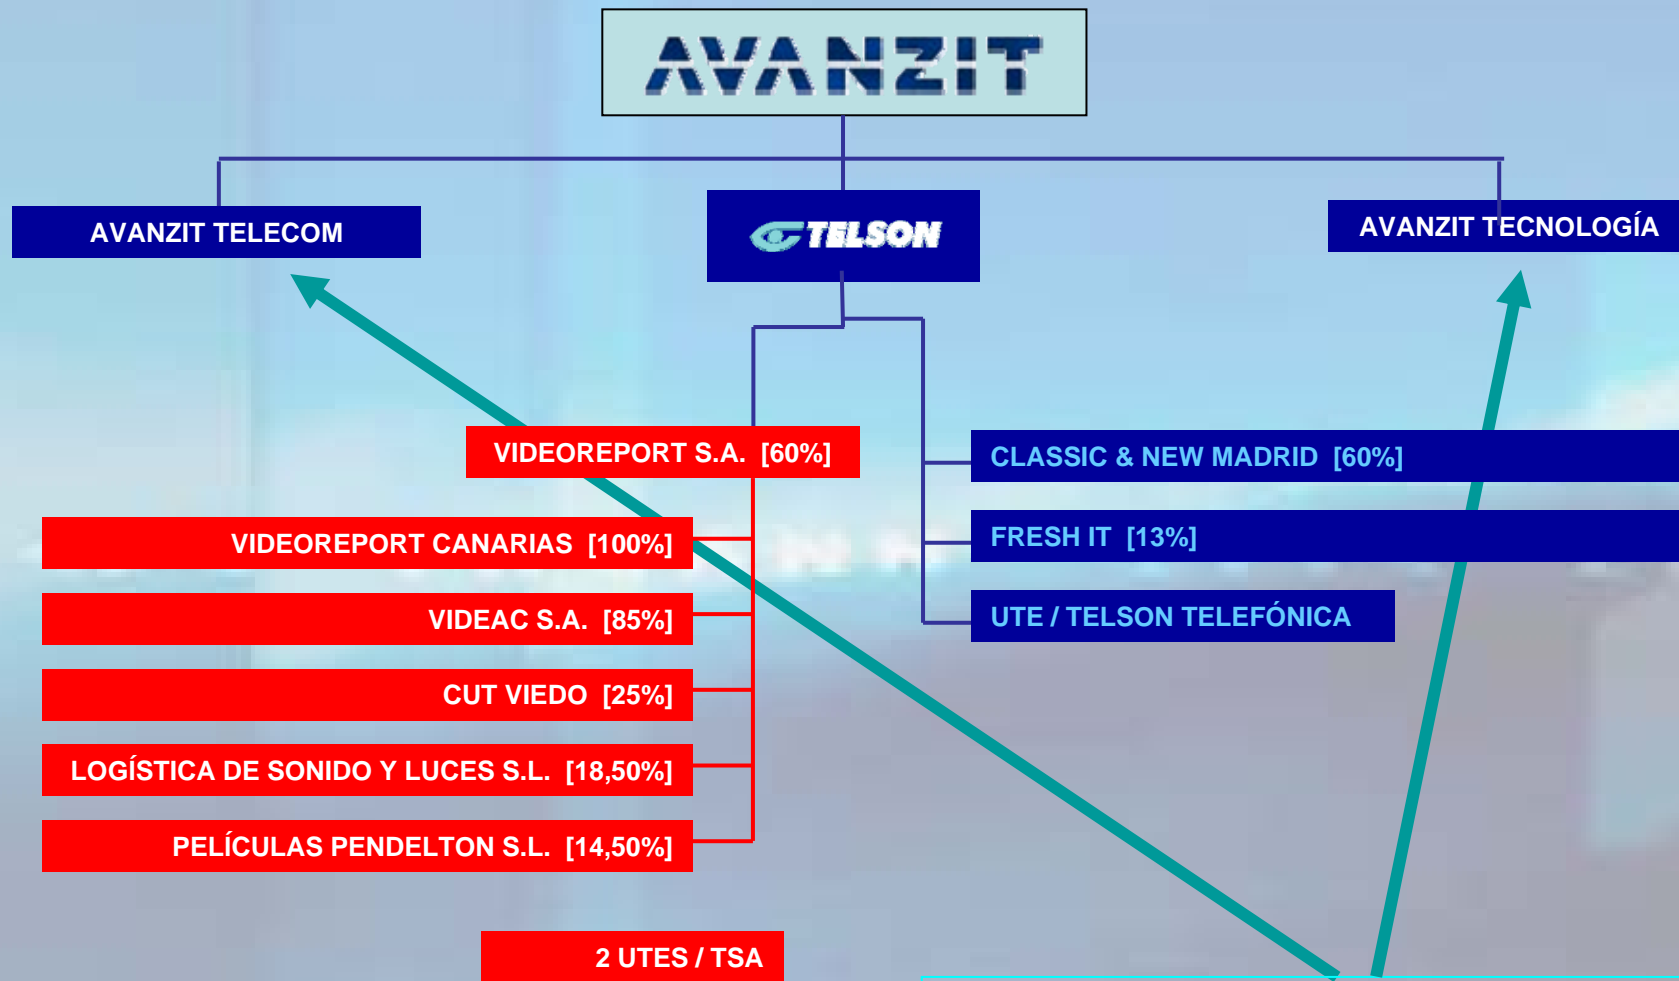 AVANZIT
AVANZIT TELECOM
TELSON
AVANZIT TECNOLOGÍA
VIDEOREPORT S.A. [60%]
CLASSIC & NEW MADRID [60%]
VIDEOREPORT CANARIAS [100%]
FRESH IT [13%]
VIDEAC S.A. [85%]
UTE / TELSON TELEFÓNICA
CUT VIEDO [25%]
LOGÍSTICA DE SONIDO Y LUCES S.L. [18,50%]
PELÍCULAS PENDELTON S.L. [14,50%]
2 UTES / TSA